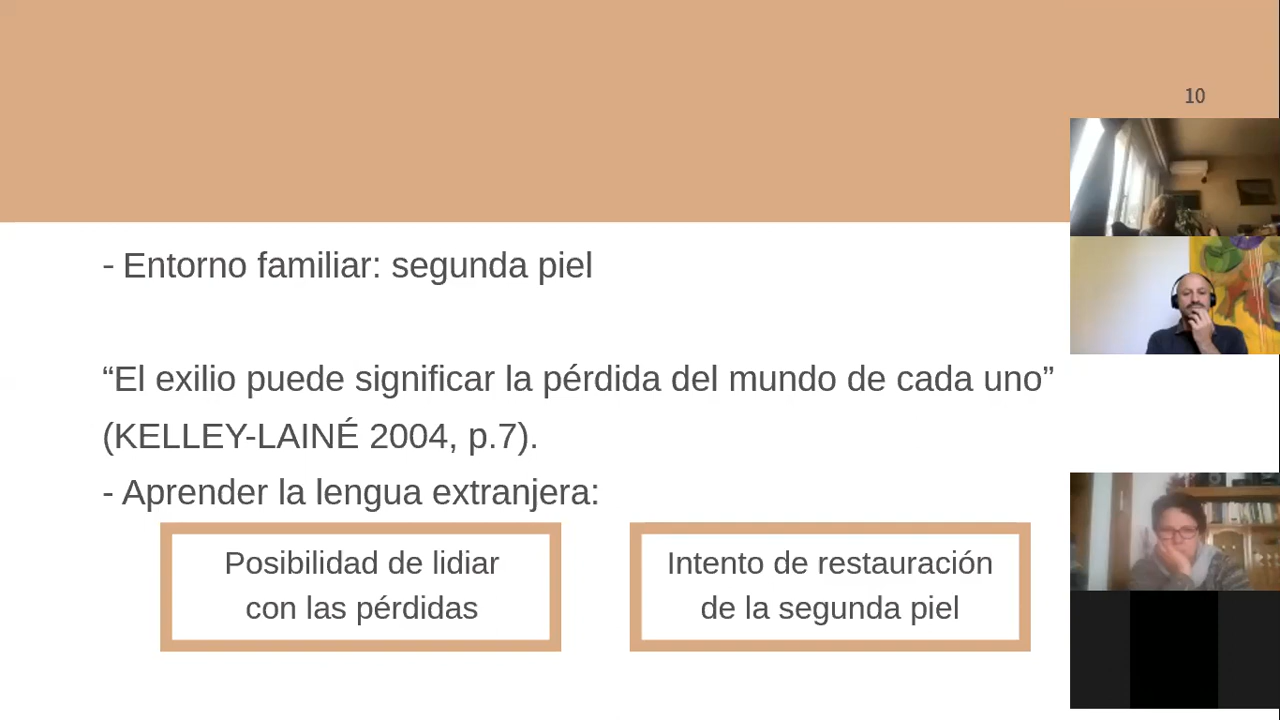 10
- Entorno familiar: segunda piel
“El exilio puede significar la pérdida del mundo de cada uno”
(KELLEY-LAINÉ 2004, p.7).
- Aprender la lengua extranjera:
Posibilidad de lidiar
con las pérdidas
Intento de restauración
de la segunda piel